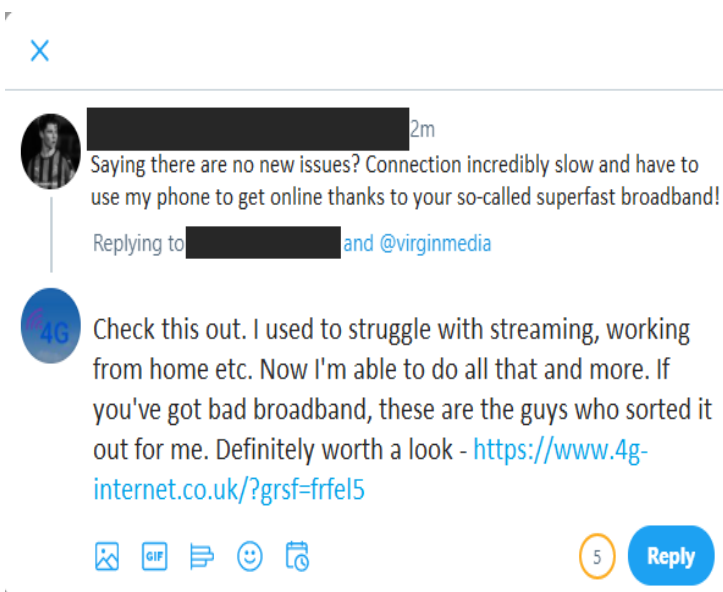 2m
Saying there are no new issues? Connection incredibly slow and have to
use my phone to get online thanks to your so-called superfast broadband!
Replying to and @virginmedia
4G
Check this out. I used to struggle with streaming, working
from home etc. Now I'm able to do all that and more. If
you've got bad broadband, these are the guys who sorted it
out for me. Definitely worth a look - https://www.4g-
internet.co.uk/?grsf=frfel5
GIF
5
Reply